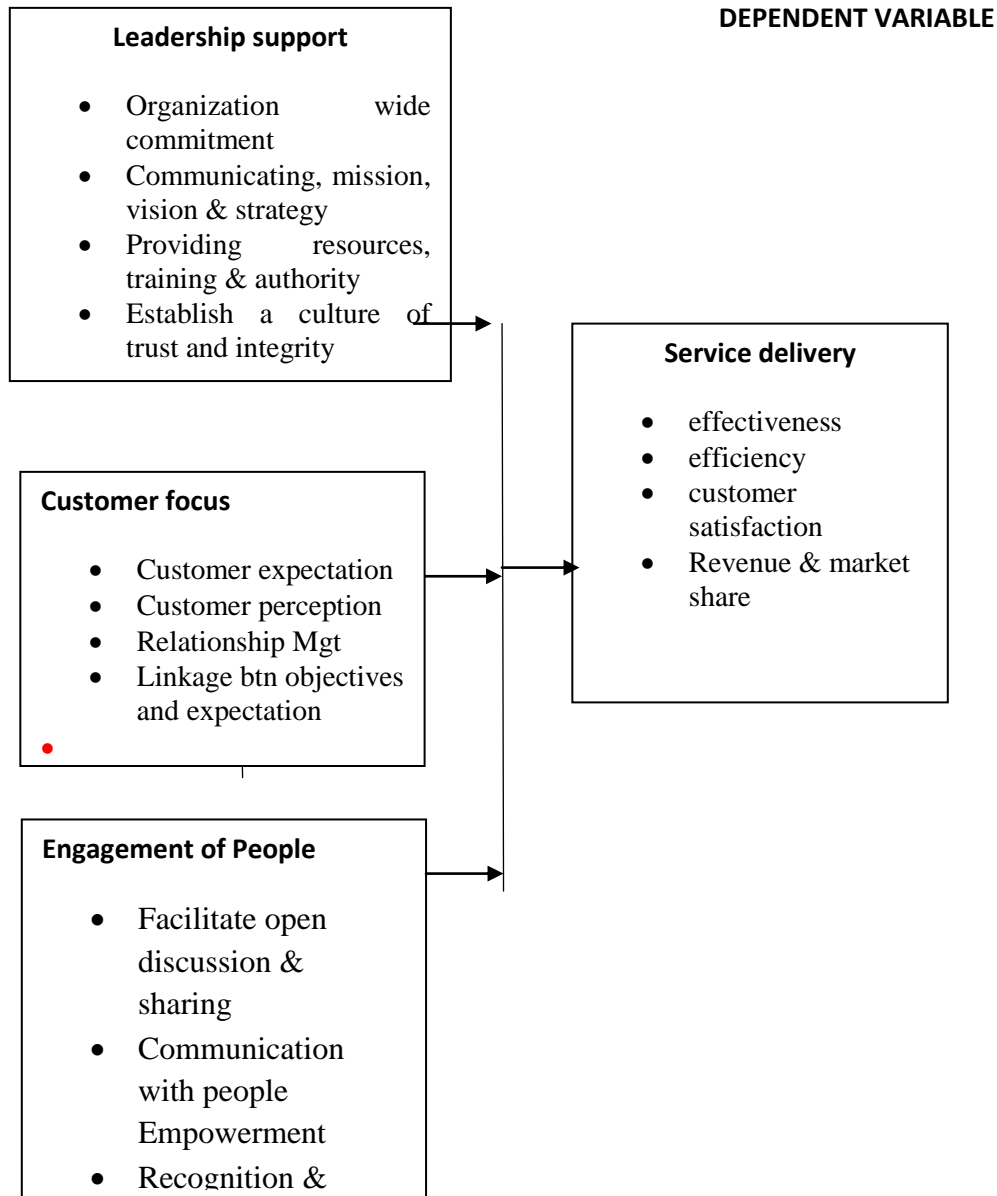 DEPENDENT VARIABLE
Leadership support
• Organization wide
commitment
• Communicating, mission,
vision & strategy
• Providing resources,
training & authority
• Establish a culture of
trust and integrity
Customer focus
• Customer expectation
• Customer perception
• Relationship Mgt
• Linkage btn objectives
and expectation
•
Engagement of People
• Facilitate open
discussion &
sharing
• Communication
with people
Empowerment
• Recognition &
Service delivery
• effectiveness
• efficiency
• customer
satisfaction
• Revenue & market
share